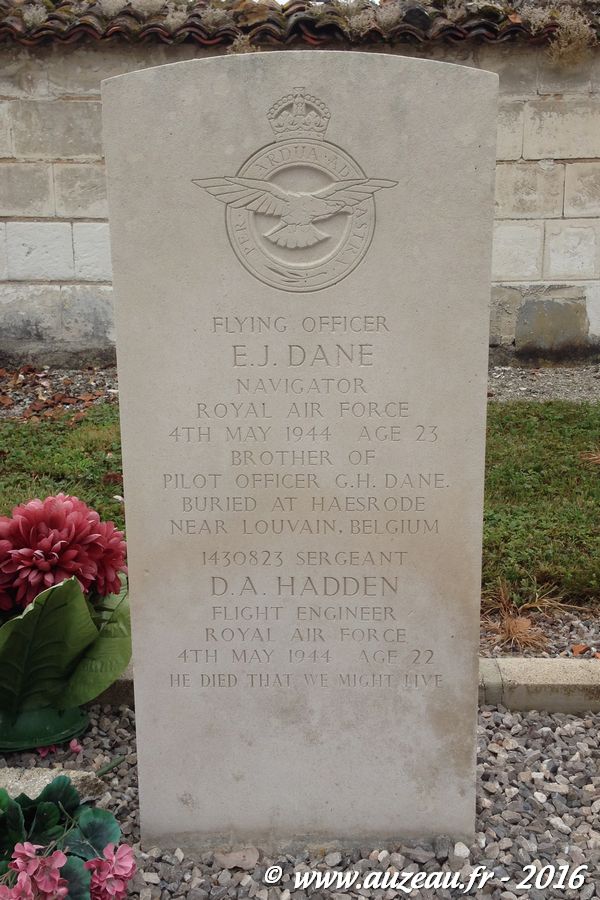 PER · ARDUA · AD · ASTRA
FLYING OFFICER
E.J. DANE
NAVIGATOR
ROYAL AIR FORCE
4TH MAY 1944 AGE 23
BROTHER OF
PILOT OFFICER G.H. DANE.
BURIED AT HAESRODE
NEAR LOUVAIN, BELGIUM
1430823 SERGEANT
D. A. HADDEN
FLIGHT ENGINEER
ROYAL AIR FORCE
4TH MAY 1944 AGE 22
HE DIED THAT WE MIGHT LIVE
© www.auzeau.fr - 2016